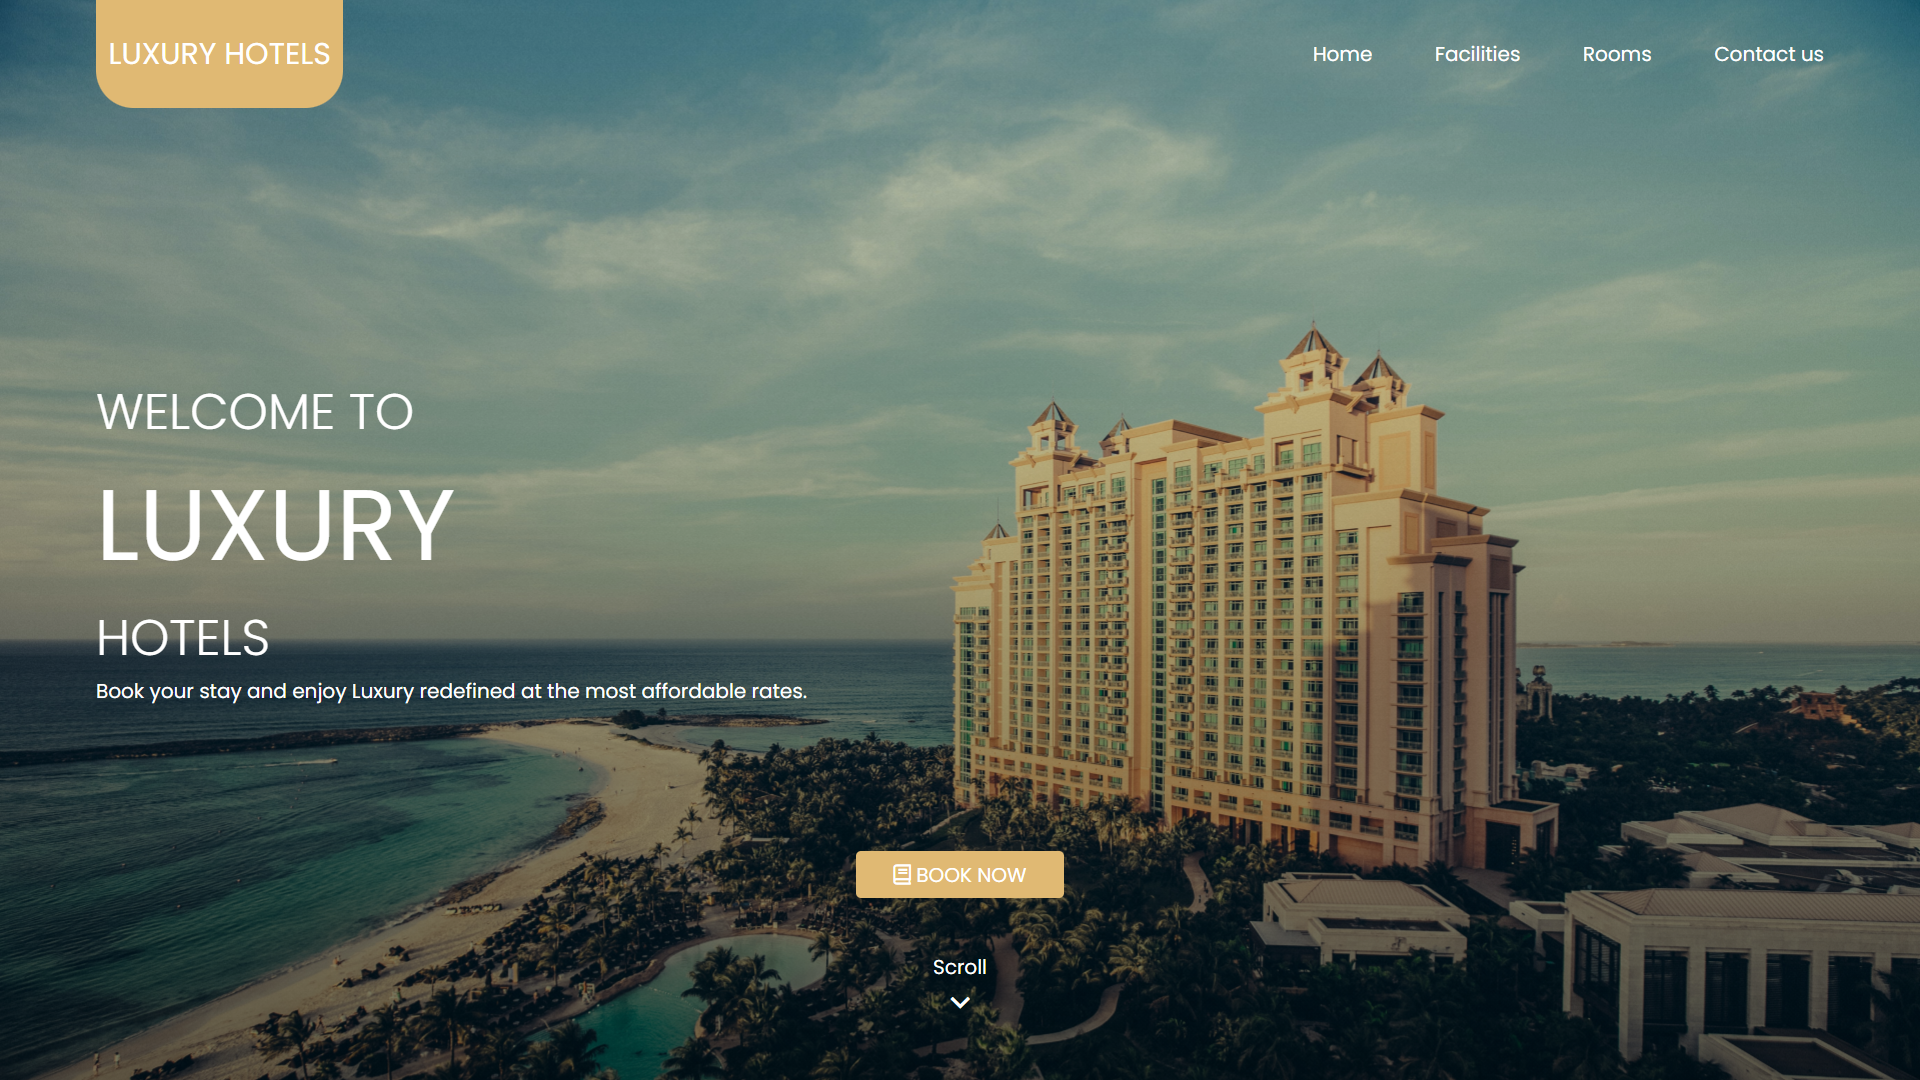 LUXURY HOTELS
Home
Facilities
Rooms
Contact us
WELCOME TO
LUXURY
HOTELS
Book your stay and enjoy Luxury redefined at the most affordable rates.
BOOK NOW
Scroll